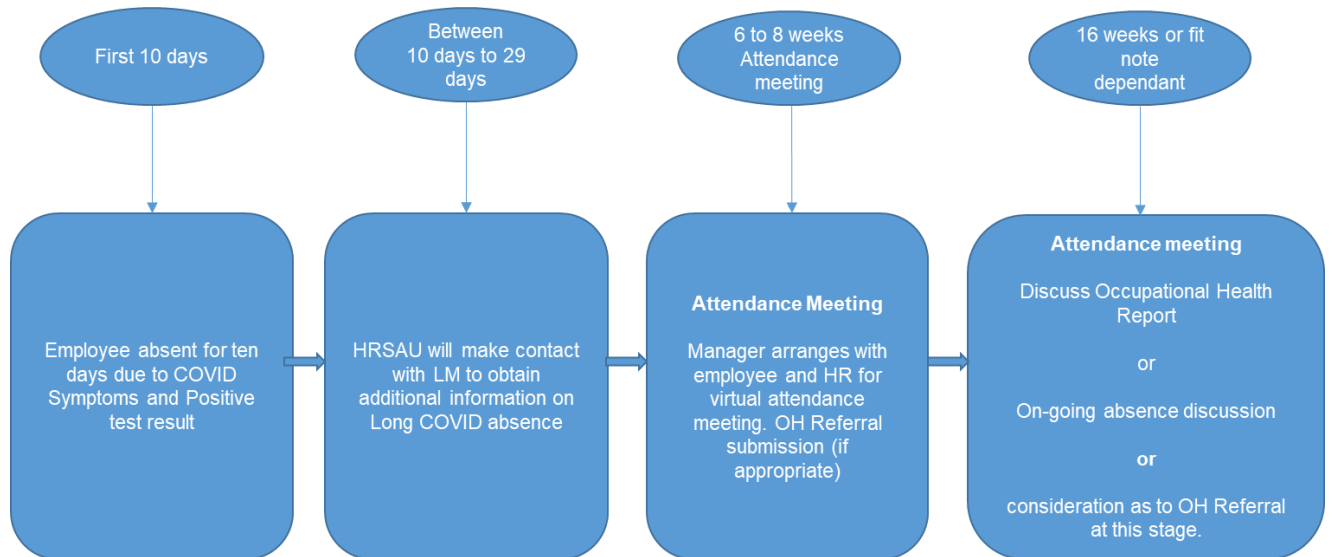 First 10 days
Between
10 days to 29
days
6 to 8 weeks
Attendance
meeting
16 weeks or fit
note
dependant
Employee absent for ten
days due to COVID
Symptoms and Positive
test result
HRSAU will make contact
with LM to obtain
additional information on
Long COVID absence
Attendance Meeting
Manager arranges with
employee and HR for
virtual attendance
meeting. OH Referral
submission (if
appropriate)
Attendance meeting
Discuss Occupational Health
Report
or
On-going absence discussion
or
consideration as to OH Referral
at this stage.